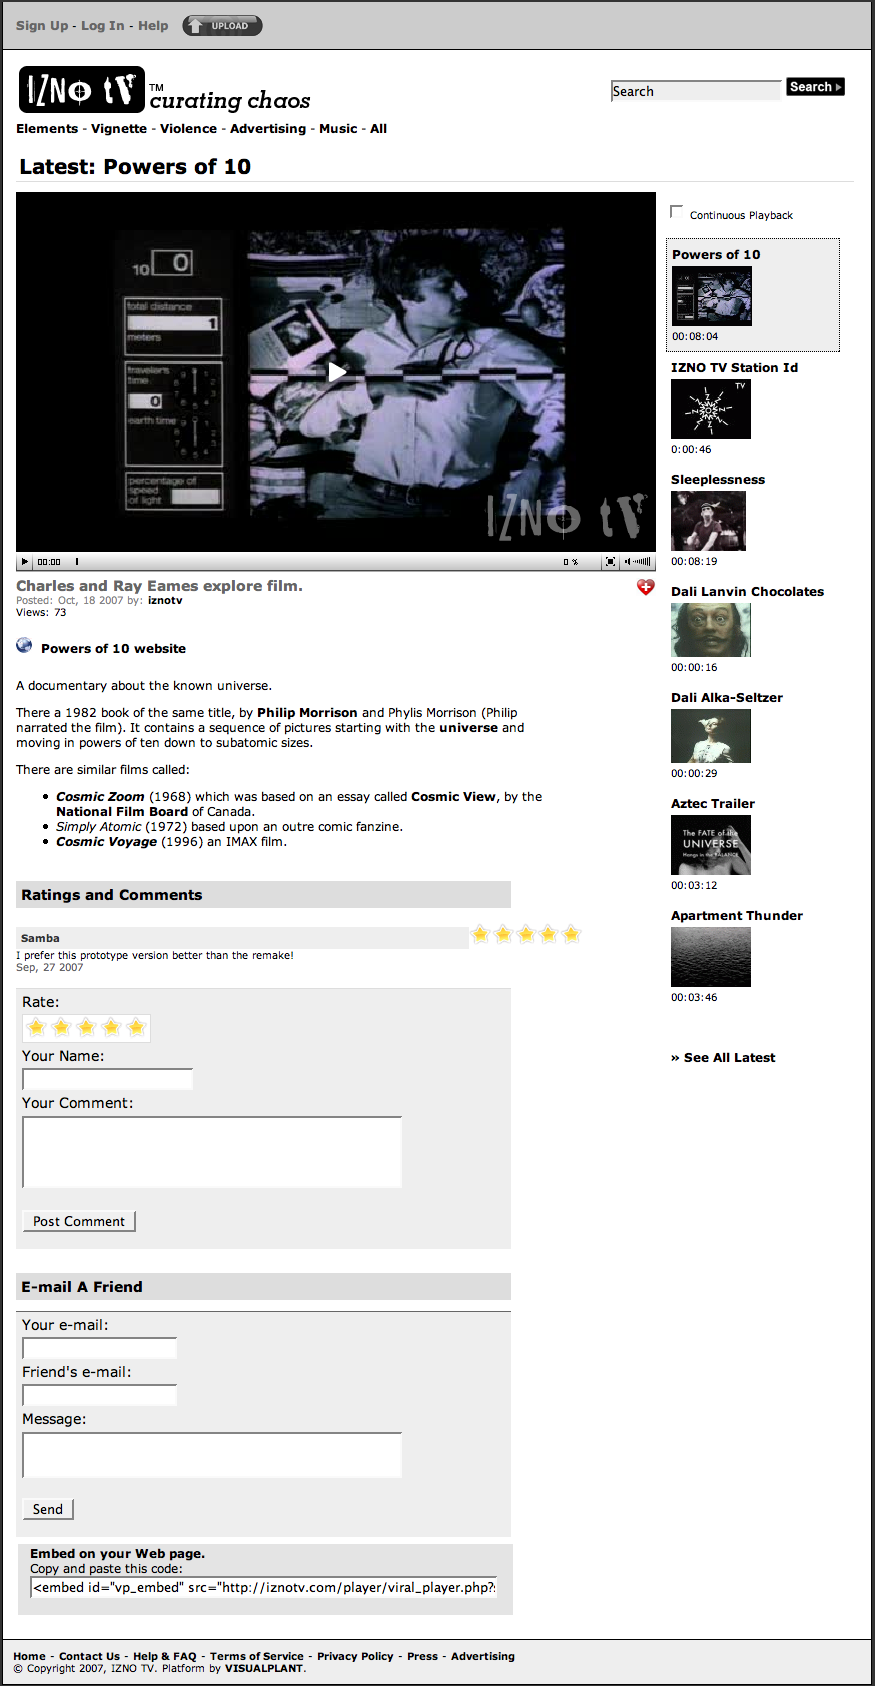 Sign Up - Log In - Help UPLOAD
IZNO tV ™ curating chaos
Search Search
Elements - Vignette - Violence - Advertising - Music - All
Latest: Powers of 10
10 0
total distance
1
meters
traveler's
time
0
earth time
percentage of
speed
of light
IZNO tV
00:00 0 %
Charles and Ray Eames explore film.
Posted: Oct, 18 2007 by: iznotv
Views: 73
Powers of 10 website
A documentary about the known universe.
There a 1982 book of the same title, by Philip Morrison and Phylis Morrison (Philip
narrated the film). It contains a sequence of pictures starting with the universe and
moving in powers of ten down to subatomic sizes.
There are similar films called:
• Cosmic Zoom (1968) which was based on an essay called Cosmic View, by the
National Film Board of Canada.
• Simply Atomic (1972) based upon an outre comic fanzine.
• Cosmic Voyage (1996) an IMAX film.
Ratings and Comments
Samba
I prefer this prototype version better than the remake!
Sep, 27 2007
Rate:
Your Name:
Your Comment:
Post Comment
E-mail A Friend
Your e-mail:
Friend's e-mail:
Message:
Send
Embed on your Web page.
Copy and paste this code:
<embed id="vp_embed" src="http://iznotv.com/player/viral_player.php?
Continuous Playback
Powers of 10
00:08:04
IZNO TV Station Id
TV
0:00:46
Sleeplessness
00:08:19
Dali Lanvin Chocolates
00:00:16
Dali Alka-Seltzer
00:00:29
Aztec Trailer
The FATE of the
UNIVERSE
Hangs in the BALANCE
00:03:12
Apartment Thunder
00:03:46
» See All Latest
Home - Contact Us - Help & FAQ - Terms of Service - Privacy Policy - Press - Advertising
© Copyright 2007, IZNO TV. Platform by VISUALPLANT.